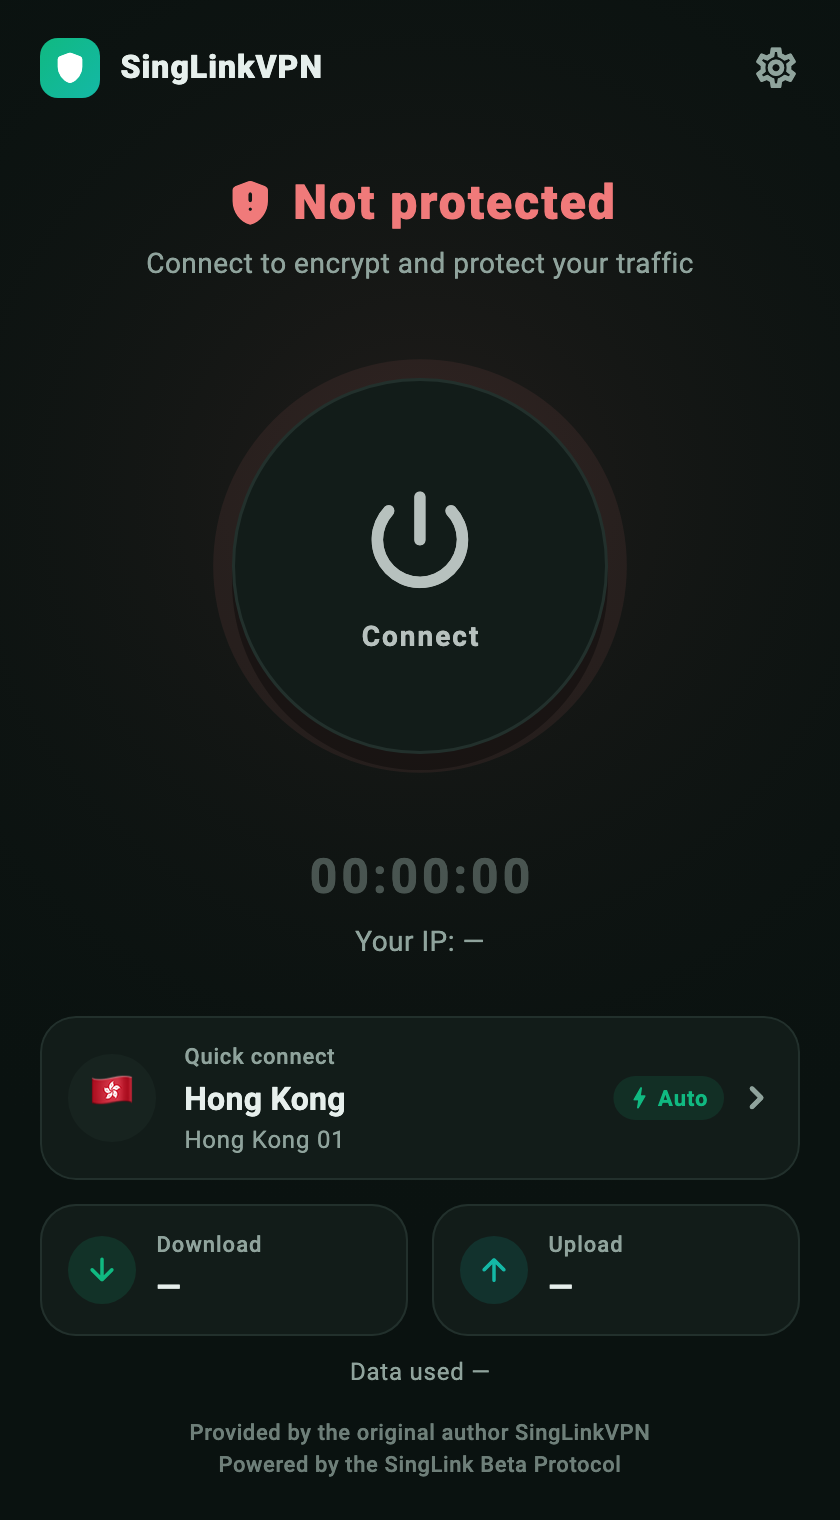 SingLinkVPN
Not protected
Connect to encrypt and protect your traffic
Connect
00:00:00
Your IP: —
Quick connect
Hong Kong
Auto
Hong Kong 01
Download
—
Upload
—
Data used —
Provided by the original author SingLinkVPN
Powered by the SingLink Beta Protocol